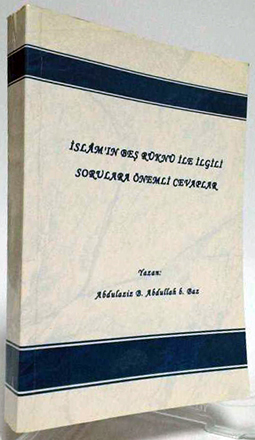 İSLÂM'IN BEŞ RÜKNÜ İLE İLGİLİ
SORULARA ÖNEMLİ CEVAPLAR
Yazan:
Abdulaziz B. Abdullah b. Baz